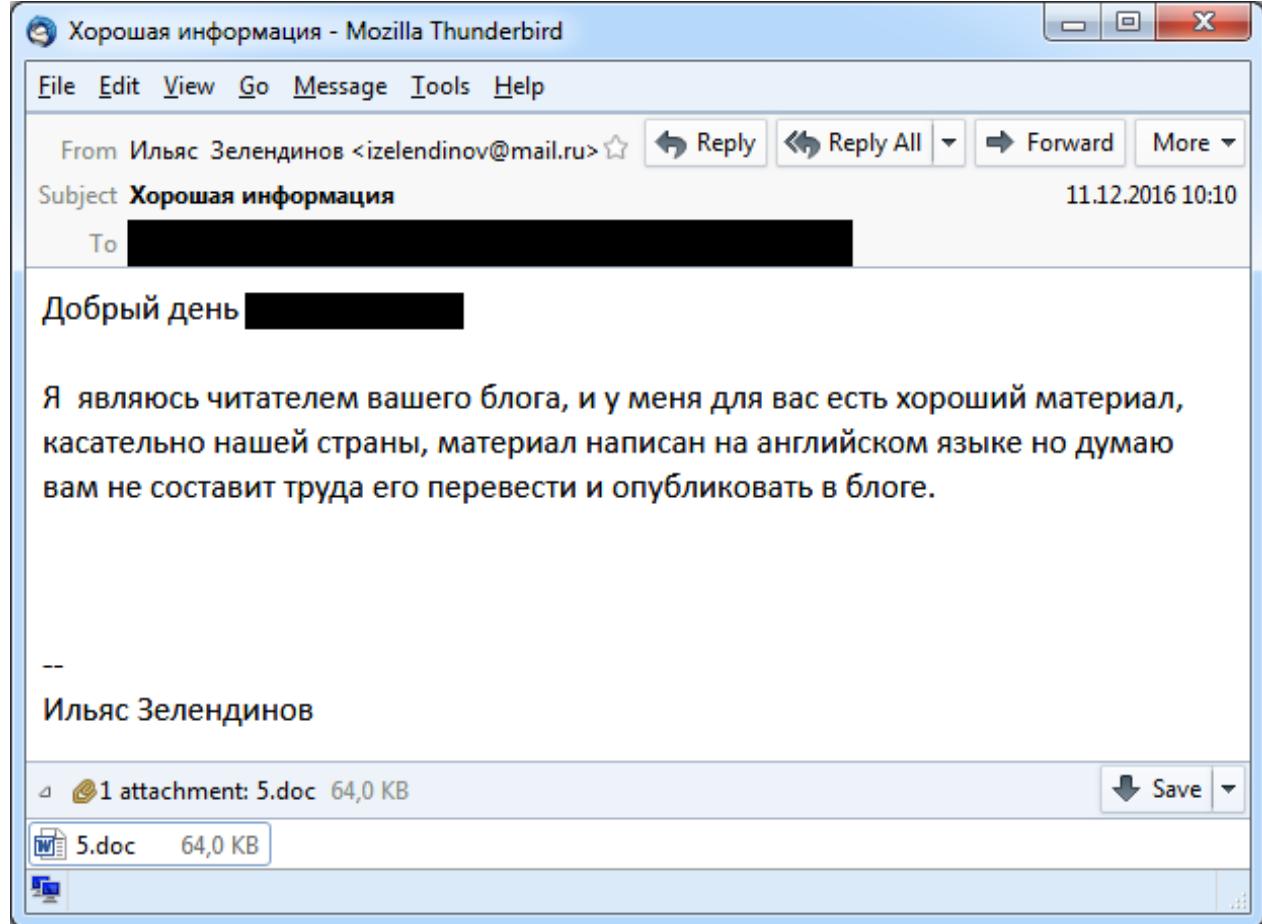 Хорошая информация - Mozilla Thunderbird
File Edit View Go Message Tools Help
From Ильяс Зелендинов <izelendinov@mail.ru> Reply Reply All Forward More
Subject Хорошая информация 11.12.2016 10:10
To
Добрый день
Я являюсь читателем вашего блога, и у меня для вас есть хороший материал,
касательно нашей страны, материал написан на английском языке но думаю
вам не составит труда его перевести и опубликовать в блоге.
--
Ильяс Зелендинов
1 attachment: 5.doc 64,0 KB Save
5.doc 64,0 KB